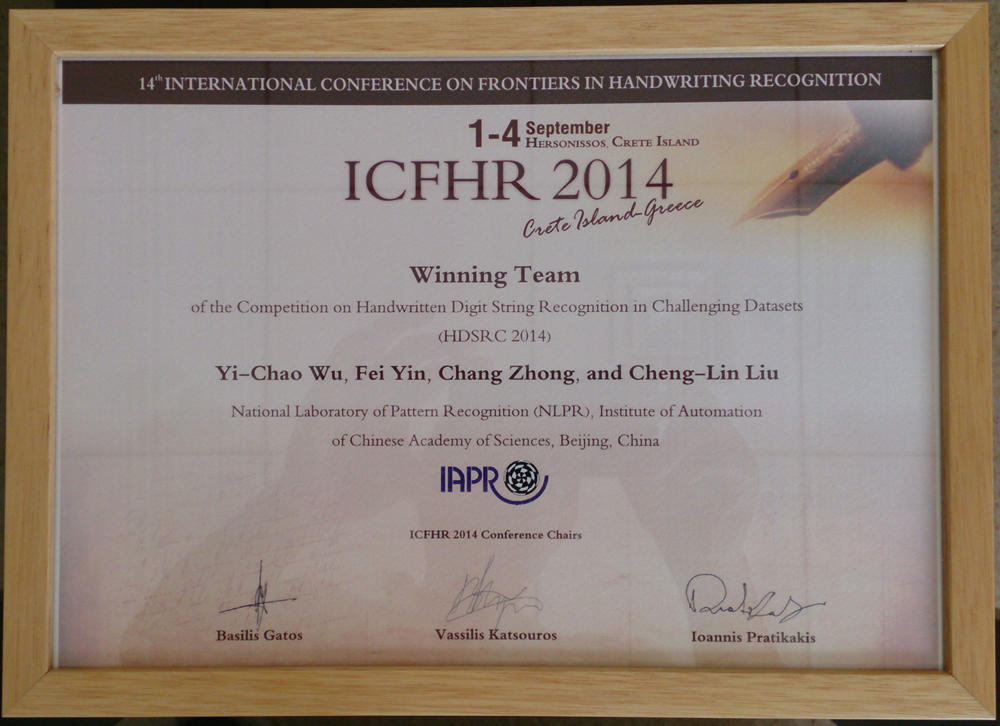 14th INTERNATIONAL CONFERENCE ON FRONTIERS IN HANDWRITING RECOGNITION
1-4 September
HERSONISSOS, CRETE ISLAND
ICFHR 2014
Crete Island-Greece
Winning Team
of the Competition on Handwritten Digit String Recognition in Challenging Datasets
(HDSRC 2014)
Yi-Chao Wu, Fei Yin, Chang Zhong, and Cheng-Lin Liu
National Laboratory of Pattern Recognition (NLPR), Institute of Automation
of Chinese Academy of Sciences, Beijing, China
IAPR
ICFHR 2014 Conference Chairs
Basilis Gatos
Vassilis Katsouros
Ioannis Pratikakis